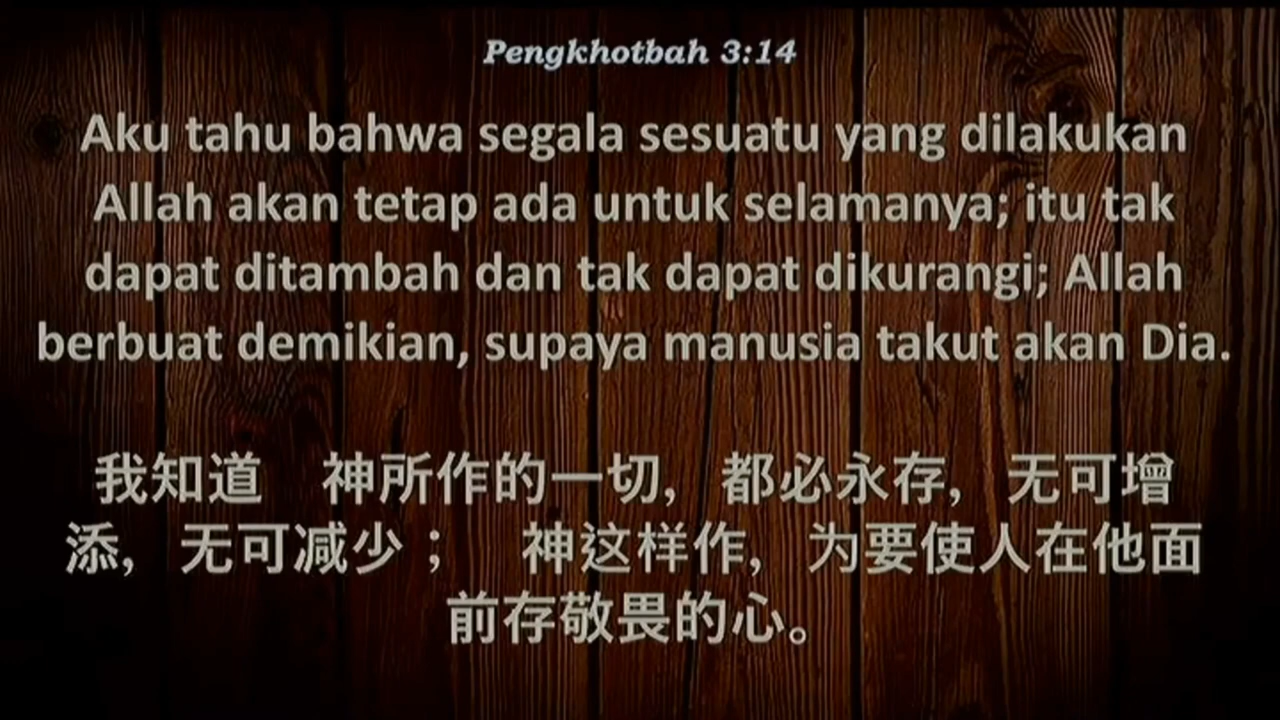 Pengkhotbah 3:14
Aku tahu bahwa segala sesuatu yang dilakukan
Allah akan tetap ada untuk selamanya; itu tak
dapat ditambah dan tak dapat dikurangi; Allah
berbuat demikian, supaya manusia takut akan Dia.
我知道　神所作的一切，都必永存，无可增
添，无可减少；　神这样作，为要使人在他面
前存敬畏的心。